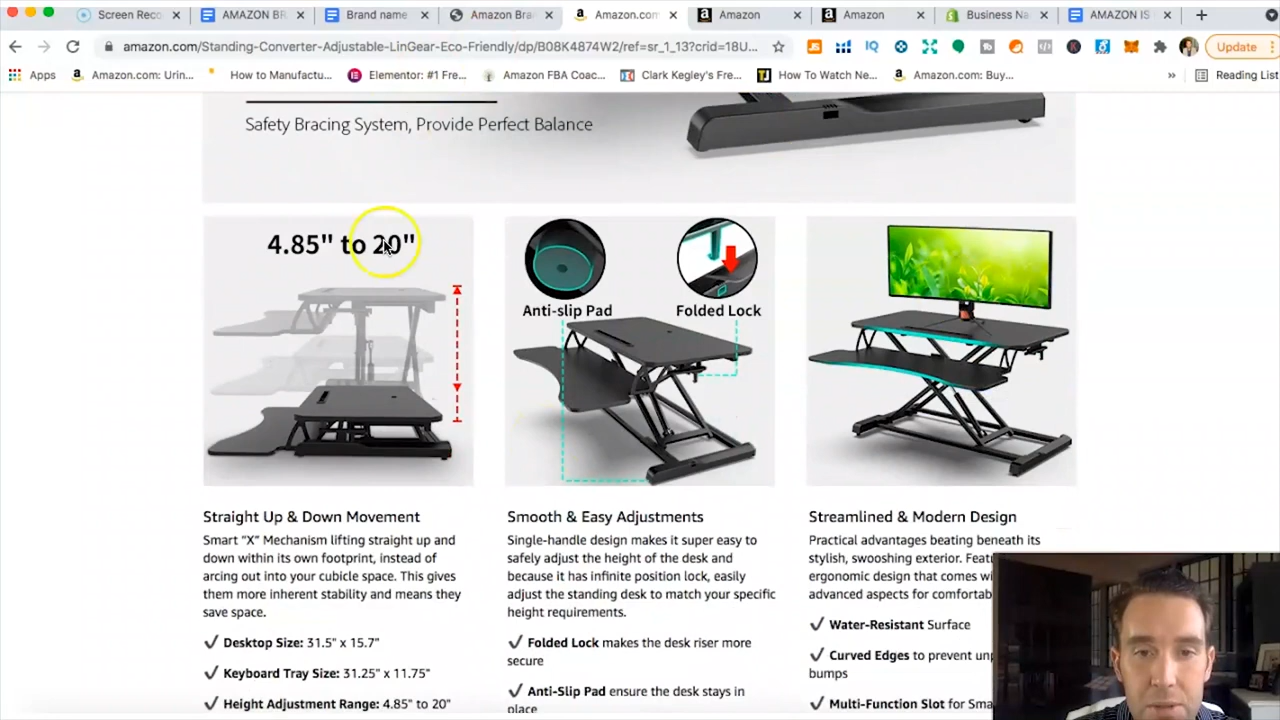 Screen Reco
AMAZON BR
Brand name
Amazon Bra
Amazon.com
Amazon
Amazon
Business Na
AMAZON IS
amazon.com/Standing-Converter-Adjustable-LinGear-Eco-Friendly/dp/B08K4874W2/ref=sr_1_13?crid=18U...
IQ
Update
Apps
Amazon.com: Urin...
How to Manufactu...
Elementor: #1 Fre...
Amazon FBA Coac...
Clark Kegley's Fre...
How To Watch Ne...
Amazon.com: Buy...
»
Reading List
Safety Bracing System, Provide Perfect Balance
4.85" to 20"
Anti-slip Pad
Folded Lock
Straight Up & Down Movement
Smart "X" Mechanism lifting straight up and
down within its own footprint, instead of
arcing out into your cubicle space. This gives
them more inherent stability and means they
save space.
Desktop Size: 31.5" x 15.7"
Keyboard Tray Size: 31.25" x 11.75"
Height Adjustment Range: 4.85" to 20"
Smooth & Easy Adjustments
Single-handle design makes it super easy to
safely adjust the height of the desk and
because it has infinite position lock, easily
adjust the standing desk to match your specific
height requirements.
Folded Lock makes the desk riser more
secure
Anti-Slip Pad ensure the desk stays in
place
Streamlined & Modern Design
Practical advantages beating beneath its
stylish, swooshing exterior. Feat
ergonomic design that comes wi
advanced aspects for comfortab
Water-Resistant Surface
Curved Edges to prevent unp
bumps
Multi-Function Slot for Sma